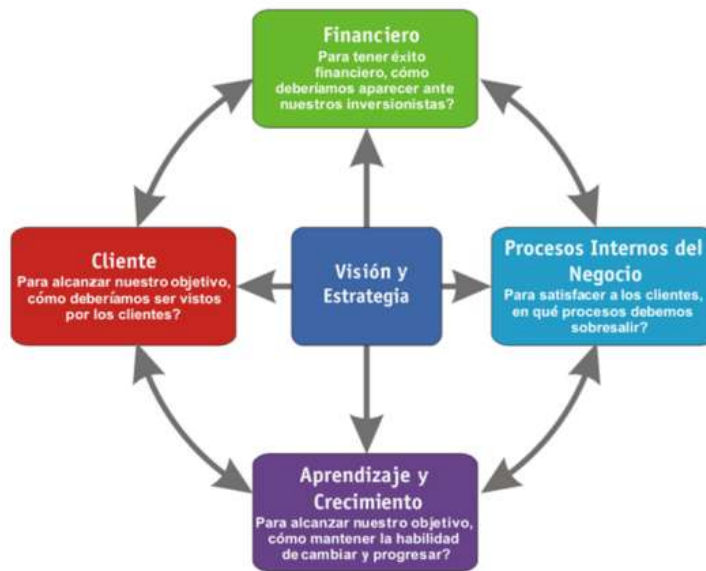 Financiero
Para tener éxito
financiero, cómo
deberíamos aparecer ante
nuestros inversionistas?
Cliente
Para alcanzar nuestro objetivo,
cómo deberíamos ser vistos
por los clientes?
Visión y
Estrategia
Procesos Internos del
Negocio
Para satisfacer a los clientes,
en qué procesos debemos
sobresalir?
Aprendizaje y
Crecimiento
Para alcanzar nuestro objetivo,
cómo mantener la habilidad
de cambiar y progresar?